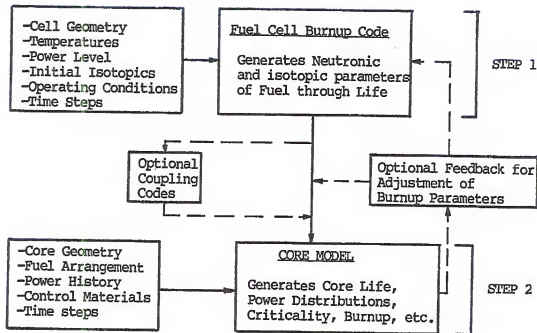 -Cell Geometry
-Temperatures
-Power Level
-Initial Isotopics
-Operating Conditions
-Time Steps
Fuel Cell Burnup Code
Generates Neutronic
and isotopic parameters
of Fuel through Life
STEP 1
Optional
Coupling
Codes
Optional Feedback for
Adjustment of
Burnup Parameters
-Core Geometry
-Fuel Arrangement
-Power History
-Control Materials
-Time steps
CORE MODEL
Generates Core Life,
Power Distributions,
Criticality, Burnup, etc.
STEP 2